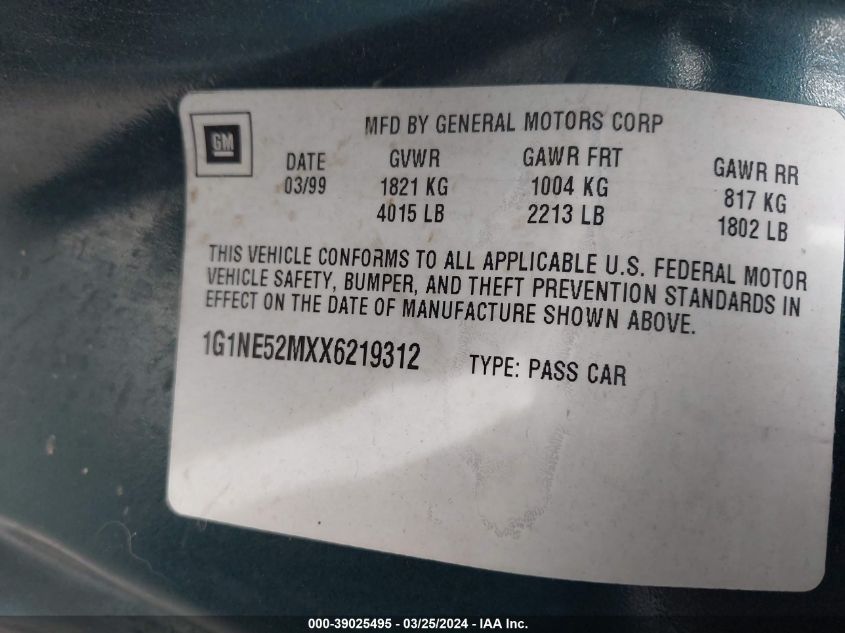 MFD BY GENERAL MOTORS CORP
GM
DATE GVWR GAWR FRT GAWR RR
03/99 1821 KG 1004 KG 817 KG
4015 LB 2213 LB 1802 LB
THIS VEHICLE CONFORMS TO ALL APPLICABLE U.S. FEDERAL MOTOR
VEHICLE SAFETY, BUMPER, AND THEFT PREVENTION STANDARDS IN
EFFECT ON THE DATE OF MANUFACTURE SHOWN ABOVE.
1G1NE52MXX6219312 TYPE: PASS CAR
000-39025495 - 03/25/2024 - IAA Inc.